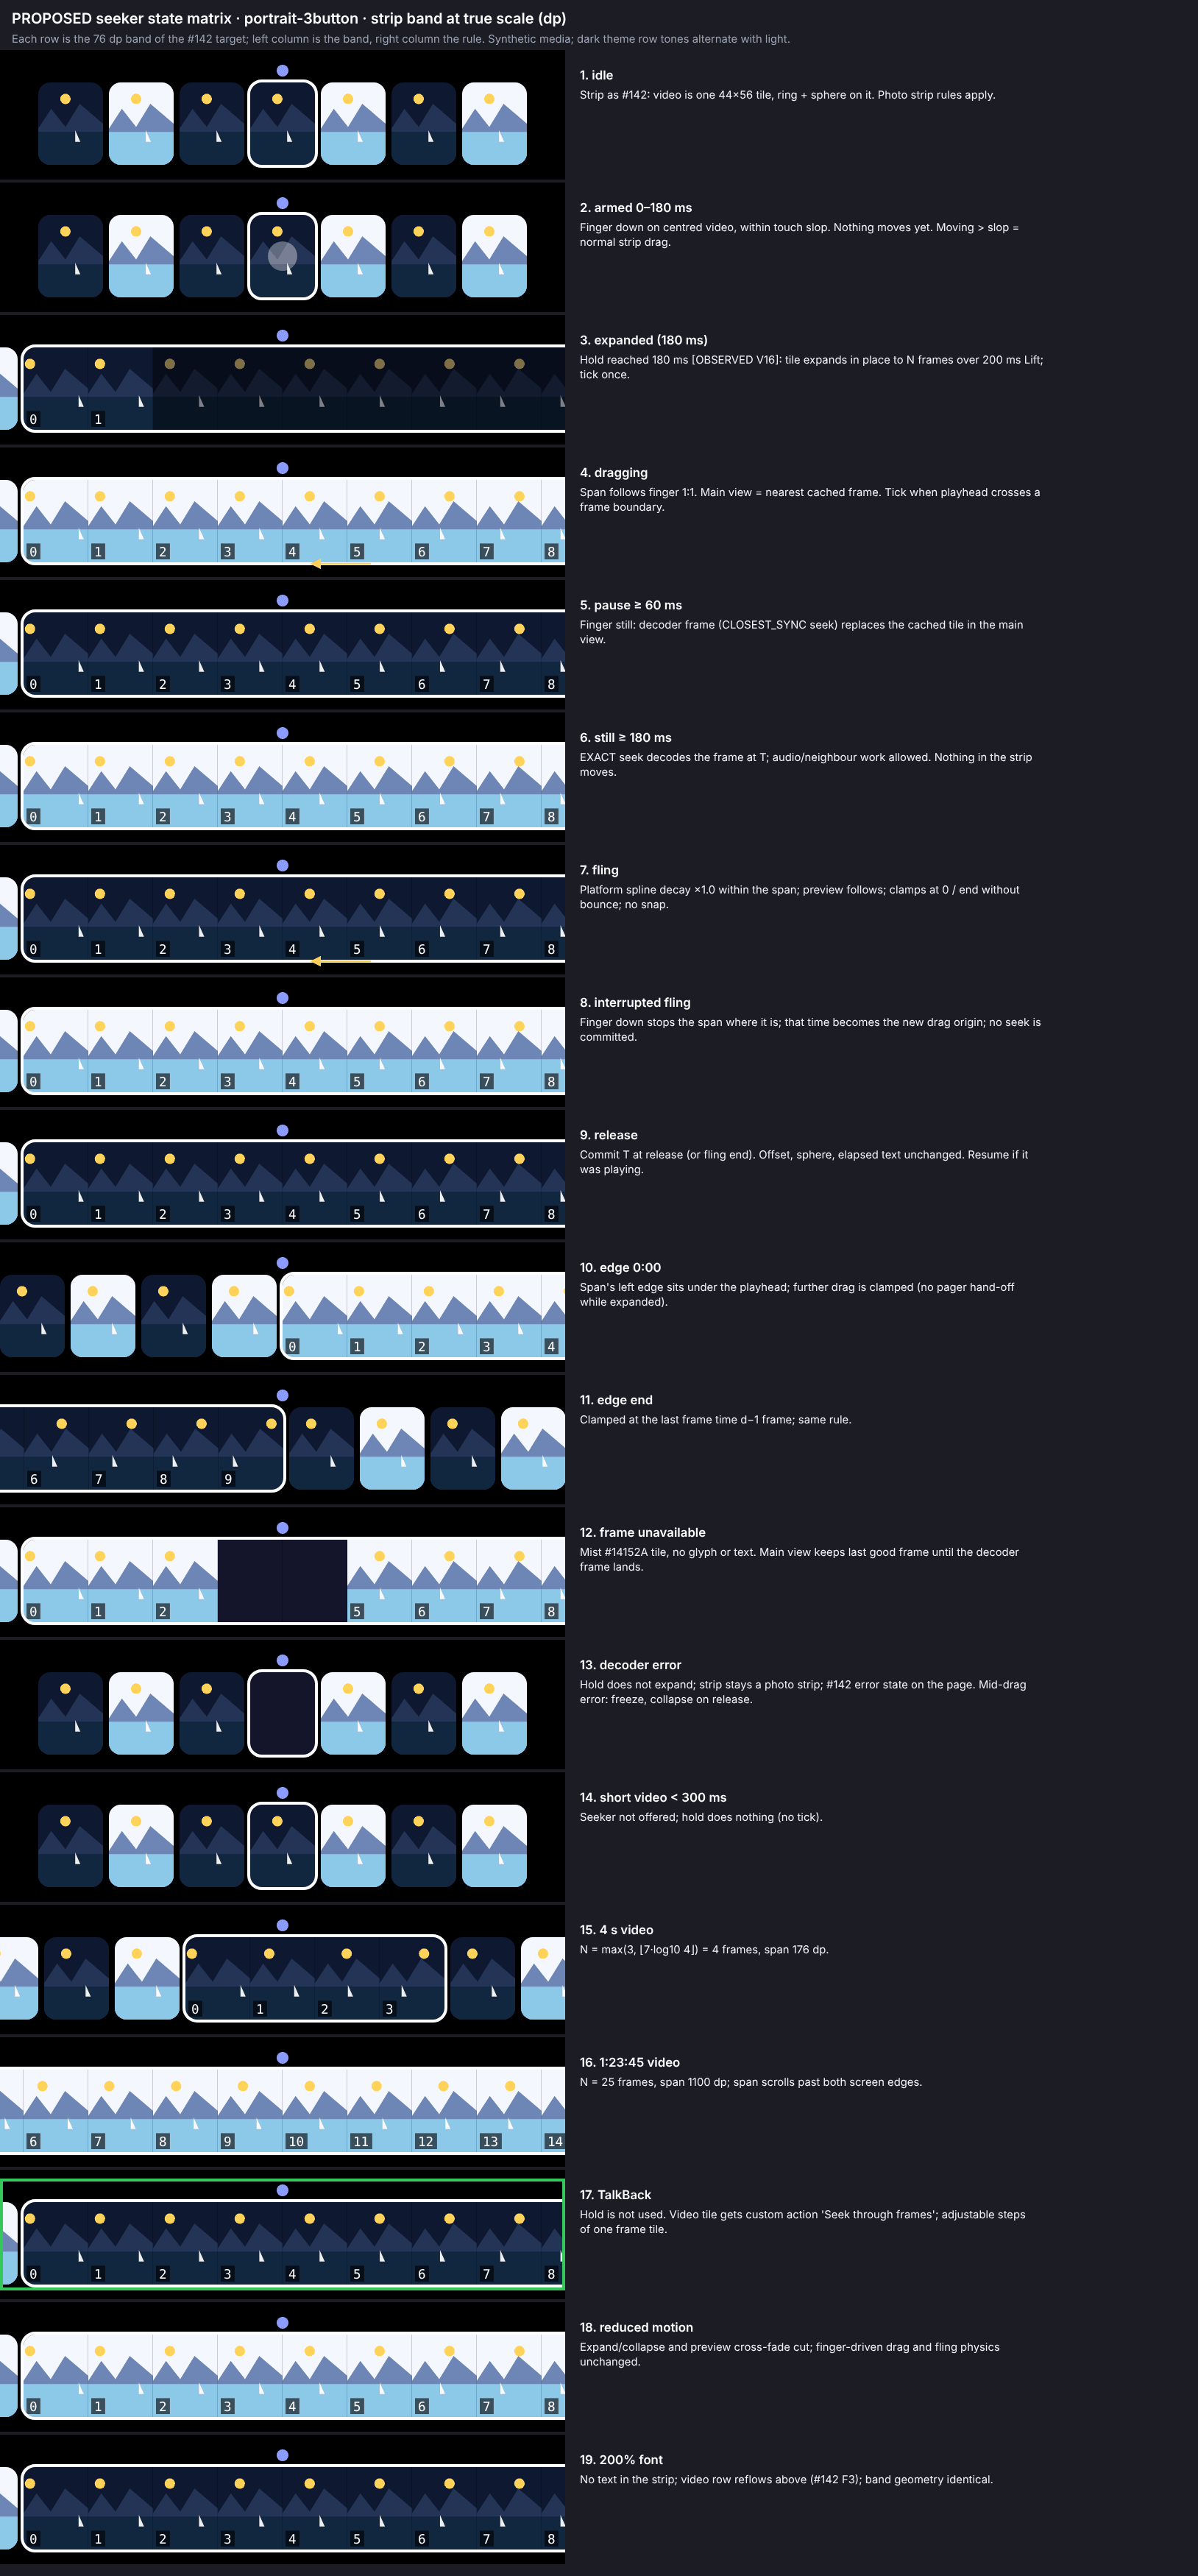 PROPOSED seeker state matrix · portrait-3button · strip band at true scale (dp)
Each row is the 76 dp band of the #142 target; left column is the band, right column the rule. Synthetic media; dark theme row tones alternate with light.
1. idle
Strip as #142: video is one 44×56 tile, ring + sphere on it. Photo strip rules apply.
2. armed 0–180 ms
Finger down on centred video, within touch slop. Nothing moves yet. Moving > slop =
normal strip drag.
3. expanded (180 ms)
Hold reached 180 ms [OBSERVED V16]: tile expands in place to N frames over 200 ms Lift;
tick once.
0 1
4. dragging
Span follows finger 1:1. Main view = nearest cached frame. Tick when playhead crosses a
frame boundary.
0 1 2 3 4 5 6 7 8
5. pause ≥ 60 ms
Finger still: decoder frame (CLOSEST_SYNC seek) replaces the cached tile in the main
view.
0 1 2 3 4 5 6 7 8
6. still ≥ 180 ms
EXACT seek decodes the frame at T; audio/neighbour work allowed. Nothing in the strip
moves.
0 1 2 3 4 5 6 7 8
7. fling
Platform spline decay ×1.0 within the span; preview follows; clamps at 0 / end without
bounce; no snap.
0 1 2 3 4 5 6 7 8
8. interrupted fling
Finger down stops the span where it is; that time becomes the new drag origin; no seek is
committed.
0 1 2 3 4 5 6 7 8
9. release
Commit T at release (or fling end). Offset, sphere, elapsed text unchanged. Resume if it
was playing.
0 1 2 3 4 5 6 7 8
10. edge 0:00
Span's left edge sits under the playhead; further drag is clamped (no pager hand-off
while expanded).
0 1 2 3 4
11. edge end
Clamped at the last frame time d−1 frame; same rule.
6 7 8 9
12. frame unavailable
Mist #14152A tile, no glyph or text. Main view keeps last good frame until the decoder
frame lands.
0 1 2 5 6 7 8
13. decoder error
Hold does not expand; strip stays a photo strip; #142 error state on the page. Mid-drag
error: freeze, collapse on release.
14. short video < 300 ms
Seeker not offered; hold does nothing (no tick).
15. 4 s video
N = max(3, ⌊7·log10 4⌋) = 4 frames, span 176 dp.
0 1 2 3
16. 1:23:45 video
N = 25 frames, span 1100 dp; span scrolls past both screen edges.
6 7 8 9 10 11 12 13 14
17. TalkBack
Hold is not used. Video tile gets custom action 'Seek through frames'; adjustable steps
of one frame tile.
0 1 2 3 4 5 6 7 8
18. reduced motion
Expand/collapse and preview cross-fade cut; finger-driven drag and fling physics
unchanged.
0 1 2 3 4 5 6 7 8
19. 200% font
No text in the strip; video row reflows above (#142 F3); band geometry identical.
0 1 2 3 4 5 6 7 8